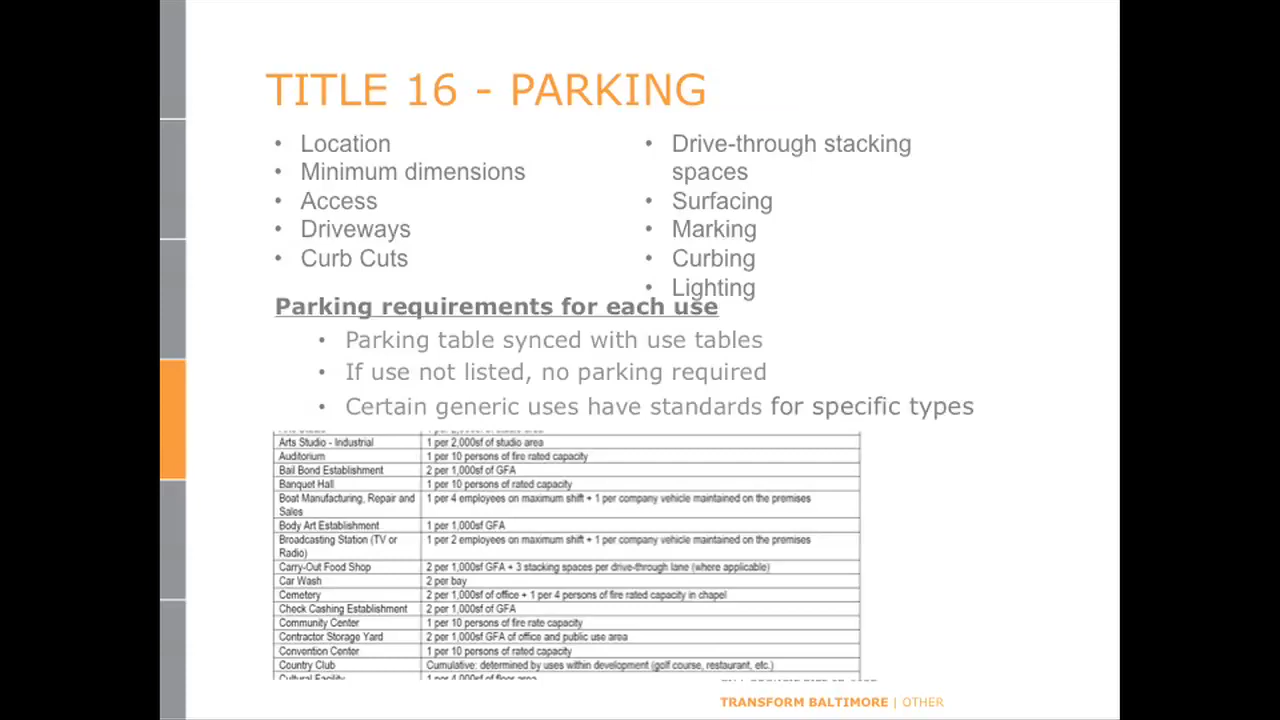 TITLE 16 - PARKING
• Location
• Minimum dimensions
• Access
• Driveways
• Curb Cuts
• Drive-through stacking
spaces
• Surfacing
• Marking
• Curbing
• Lighting
Parking requirements for each use
• Parking table synced with use tables
• If use not listed, no parking required
• Certain generic uses have standards for specific types
Arts Studio - Industrial 1 per 2,000sf of studio area
Auditorium 1 per 10 persons of fire rated capacity
Bail Bond Establishment 2 per 1,000sf of GFA
Banquet Hall 1 per 10 persons of rated capacity
Boat Manufacturing, Repair and 1 per 4 employees on maximum shift + 1 per company vehicle maintained on the premises
Sales
Body Art Establishment 1 per 1,000sf GFA
Broadcasting Station (TV or 1 per 2 employees on maximum shift + 1 per company vehicle maintained on the premises
Radio)
Carry-Out Food Shop 2 per 1,000sf GFA + 3 stacking spaces per drive-through lane (where applicable)
Car Wash 2 per bay
Cemetery 2 per 1,000sf of office + 1 per 4 persons of fire rated capacity in chapel
Check Cashing Establishment 2 per 1,000sf of GFA
Community Center 1 per 10 persons of fire rate capacity
Contractor Storage Yard 2 per 1,000sf GFA of office and public use area
Convention Center 1 per 10 persons of rated capacity
Country Club Cumulative: determined by uses within development (golf course, restaurant, etc.)
Cultural Facility 1 per 4,000sf of floor area
TRANSFORM BALTIMORE | OTHER